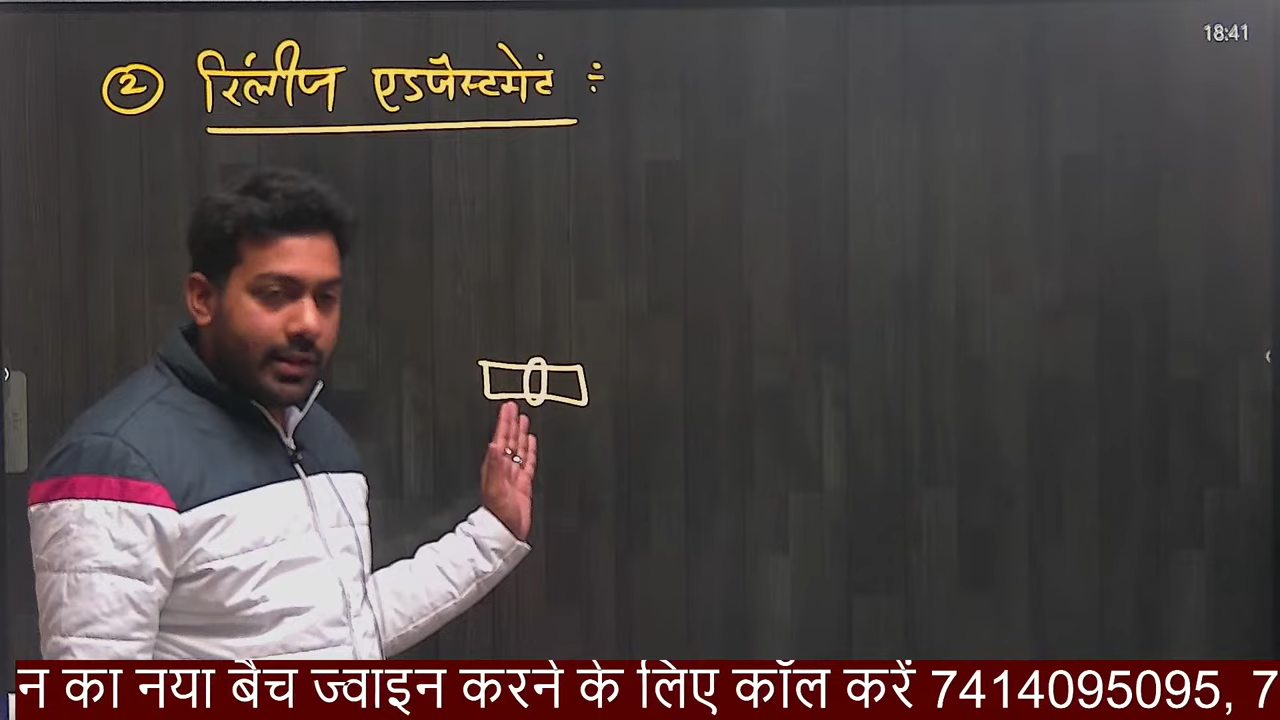 18:41
② रिलीज एडजेस्टमेंट ÷
न का नया बैच ज्वाइन करने के लिए कॉल करें 7414095095, 7